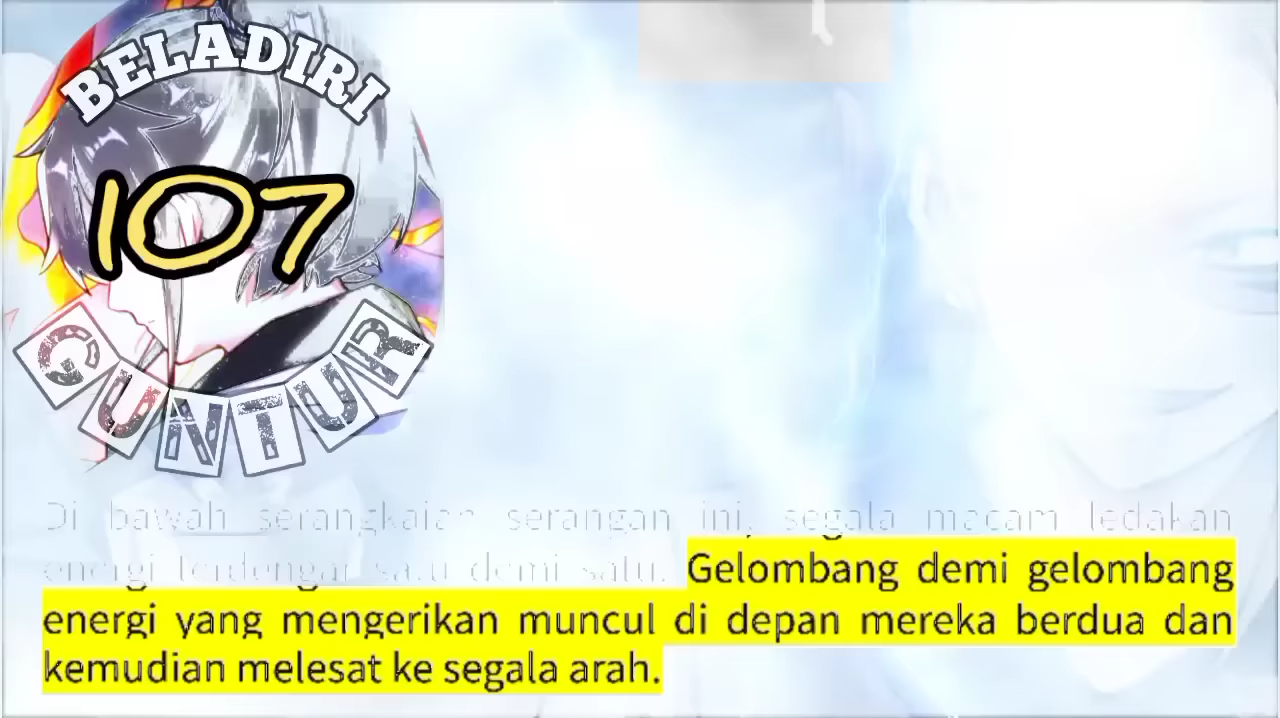 BELADIRI
107
GUNTUR
Di bawah serangkaian serangan ini, segala macam ledakan
energi terdengar satu demi satu. Gelombang demi gelombang
energi yang mengerikan muncul di depan mereka berdua dan
kemudian melesat ke segala arah.